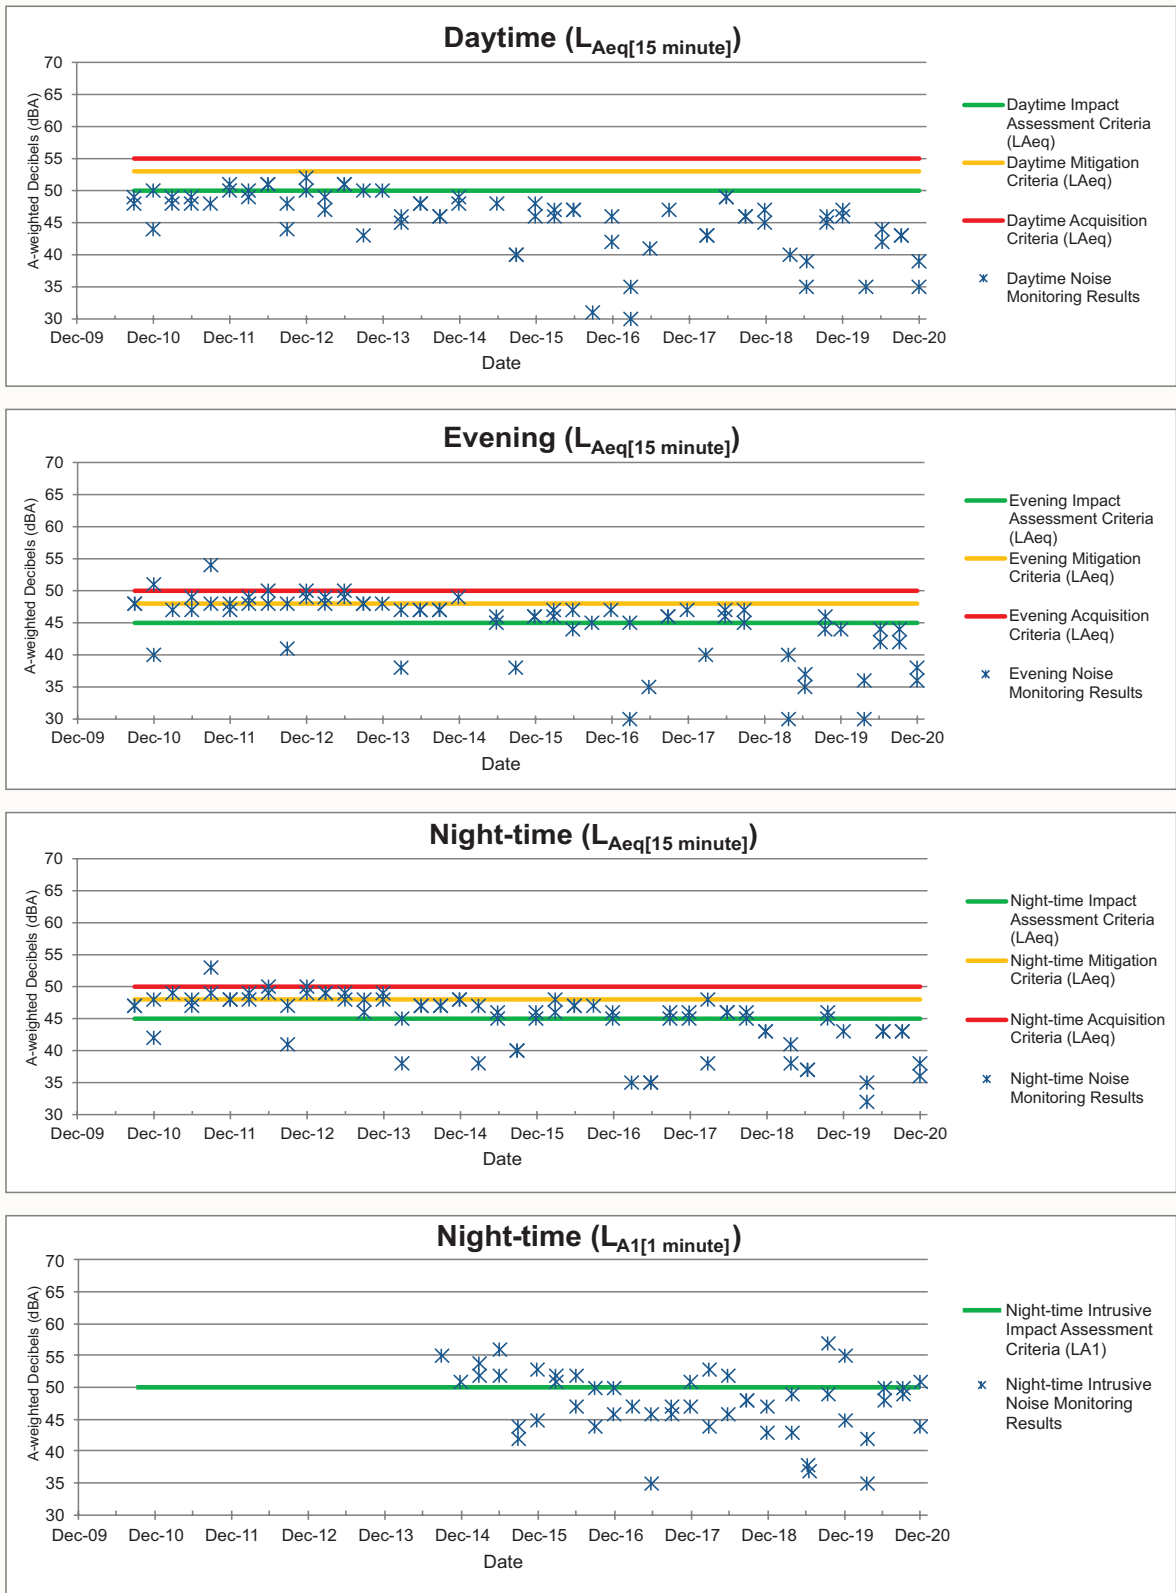 Daytime (LAeq[15 minute])
A-weighted Decibels (dBA)
70
65
60
55
50
45
40
35
30
Dec-09 Dec-10 Dec-11 Dec-12 Dec-13 Dec-14 Dec-15 Dec-16 Dec-17 Dec-18 Dec-19 Dec-20
Date
Daytime Impact
Assessment Criteria
(LAeq)
Daytime Mitigation
Criteria (LAeq)
Daytime Acquisition
Criteria (LAeq)
Daytime Noise
Monitoring Results
Evening (LAeq[15 minute])
A-weighted Decibels (dBA)
70
65
60
55
50
45
40
35
30
Dec-09 Dec-10 Dec-11 Dec-12 Dec-13 Dec-14 Dec-15 Dec-16 Dec-17 Dec-18 Dec-19 Dec-20
Date
Evening Impact
Assessment Criteria
(LAeq)
Evening Mitigation
Criteria (LAeq)
Evening Acquisition
Criteria (LAeq)
Evening Noise
Monitoring Results
Night-time (LAeq[15 minute])
A-weighted Decibels (dBA)
70
65
60
55
50
45
40
35
30
Dec-09 Dec-10 Dec-11 Dec-12 Dec-13 Dec-14 Dec-15 Dec-16 Dec-17 Dec-18 Dec-19 Dec-20
Date
Night-time Impact
Assessment Criteria
(LAeq)
Night-time Mitigation
Criteria (LAeq)
Night-time Acquisition
Criteria (LAeq)
Night-time Noise
Monitoring Results
Night-time (LA1[1 minute])
A-weighted Decibels (dBA)
70
65
60
55
50
45
40
35
30
Dec-09 Dec-10 Dec-11 Dec-12 Dec-13 Dec-14 Dec-15 Dec-16 Dec-17 Dec-18 Dec-19 Dec-20
Date
Night-time Intrusive
Impact Assessment
Criteria (LA1)
Night-time Intrusive
Noise Monitoring
Results